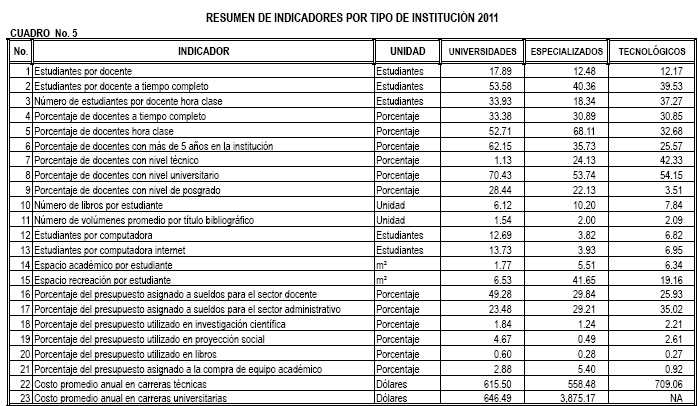 RESUMEN DE INDICADORES POR TIPO DE INSTITUCIÓN 2011
CUADRO No. 5
No. INDICADOR UNIDAD UNIVERSIDADES ESPECIALIZADOS TECNOLÓGICOS
1 Estudiantes por docente Estudiantes 17.89 12.48 12.17
2 Estudiantes por docente a tiempo completo Estudiantes 53.58 40.36 39.53
3 Número de estudiantes por docente hora clase Estudiantes 33.93 18.34 37.27
4 Porcentaje de docentes a tiempo completo Porcentaje 33.38 30.89 30.85
5 Porcentaje de docentes hora clase Porcentaje 52.71 68.11 32.68
6 Porcentaje de docentes con más de 5 años en la institución Porcentaje 62.15 35.73 25.57
7 Porcentaje de docentes con nivel técnico Porcentaje 1.13 24.13 42.33
8 Porcentaje de docentes con nivel universitario Porcentaje 70.43 53.74 54.15
9 Porcentaje de docentes con nivel de posgrado Porcentaje 28.44 22.13 3.51
10 Número de libros por estudiante Unidad 6.12 10.20 7.84
11 Número de volúmenes promedio por título bibliográfico Unidad 1.54 2.00 2.09
12 Estudiantes por computadora Estudiantes 12.69 3.82 6.82
13 Estudiantes por computadora internet Estudiantes 13.73 3.93 6.95
14 Espacio académico por estudiante m² 1.77 5.51 6.34
15 Espacio recreación por estudiante m² 6.53 41.65 19.16
16 Porcentaje del presupuesto asignado a sueldos para el sector docente Porcentaje 49.28 29.84 25.93
17 Porcentaje del presupuesto asignado a sueldos para el sector administrativo Porcentaje 23.48 29.21 35.02
18 Porcentaje del presupuesto utilizado en investigación científica Porcentaje 1.84 1.24 2.21
19 Porcentaje del presupuesto utilizado en proyección social Porcentaje 4.67 0.49 2.61
20 Porcentaje del presupuesto utilizado en libros Porcentaje 0.60 0.28 0.27
21 Porcentaje del presupuesto asignado a la compra de equipo académico Porcentaje 2.88 5.40 0.92
22 Costo promedio anual en carreras técnicas Dólares 615.50 558.48 709.06
23 Costo promedio anual en carreras universitarias Dólares 646.49 3,875.17 NA